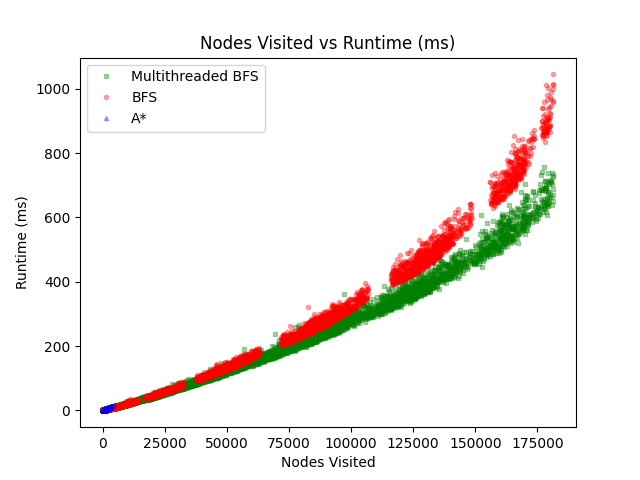 Nodes Visited vs Runtime (ms)
Multithreaded BFS
BFS
A*
Runtime (ms)
1000
800
600
400
200
0
0 25000 50000 75000 100000 125000 150000 175000
Nodes Visited